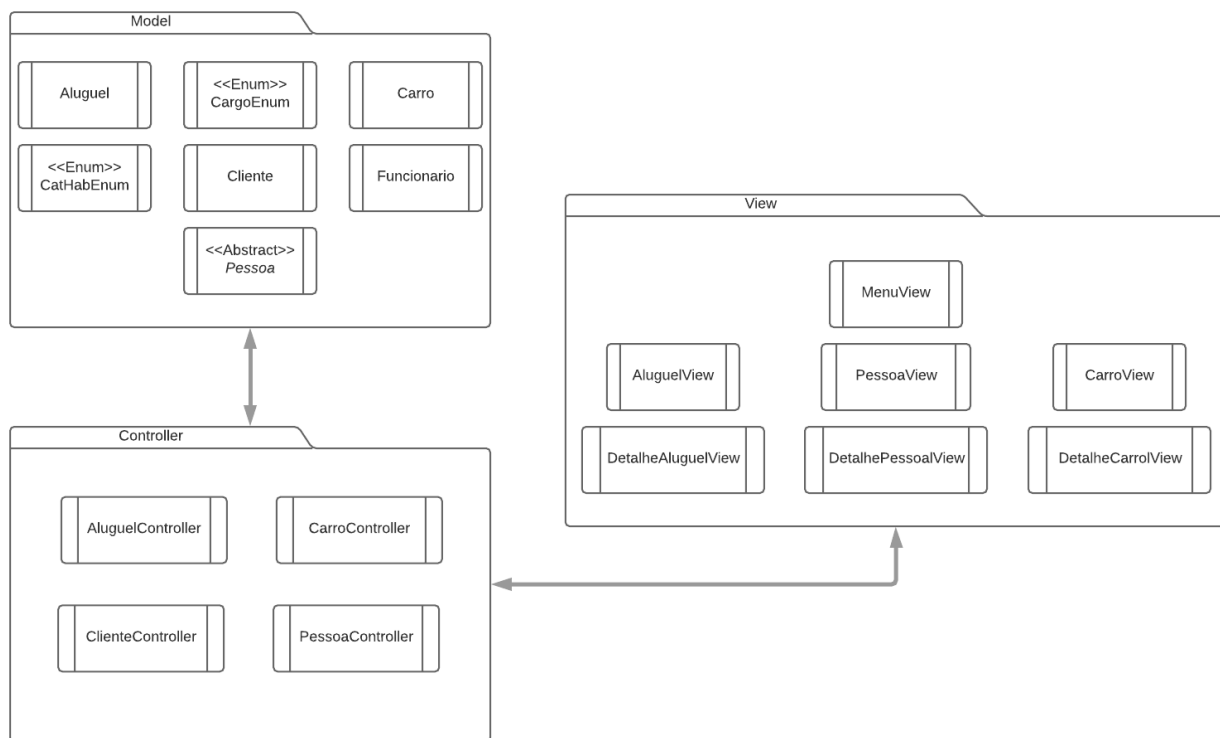 Model
Aluguel
<<Enum>>
CargoEnum
Carro
<<Enum>>
CatHabEnum
Cliente
Funcionario
<<Abstract>>
Pessoa
View
MenuView
AluguelView
PessoaView
CarroView
DetalheAluguelView
DetalhePessoalView
DetalheCarrolView
Controller
AluguelController
CarroController
ClienteController
PessoaController